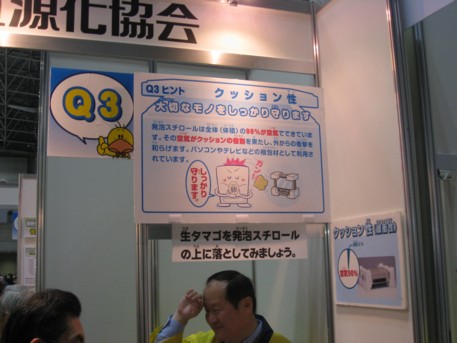 源化協会
Q3
Q3 ヒント クッション性
大切なモノをしっかり守ります
発泡スチロールは全体(体積)の98%が空気でできていま
す。その空気がクッションの役割を果たし、外からの衝撃を
和らげます。パソコンやテレビなどの梱包材として利用さ
れています。
しっかり
守ります。
ガン
生タマゴを発泡スチロール
の上に落としてみましょう。
クッション性
空気98%